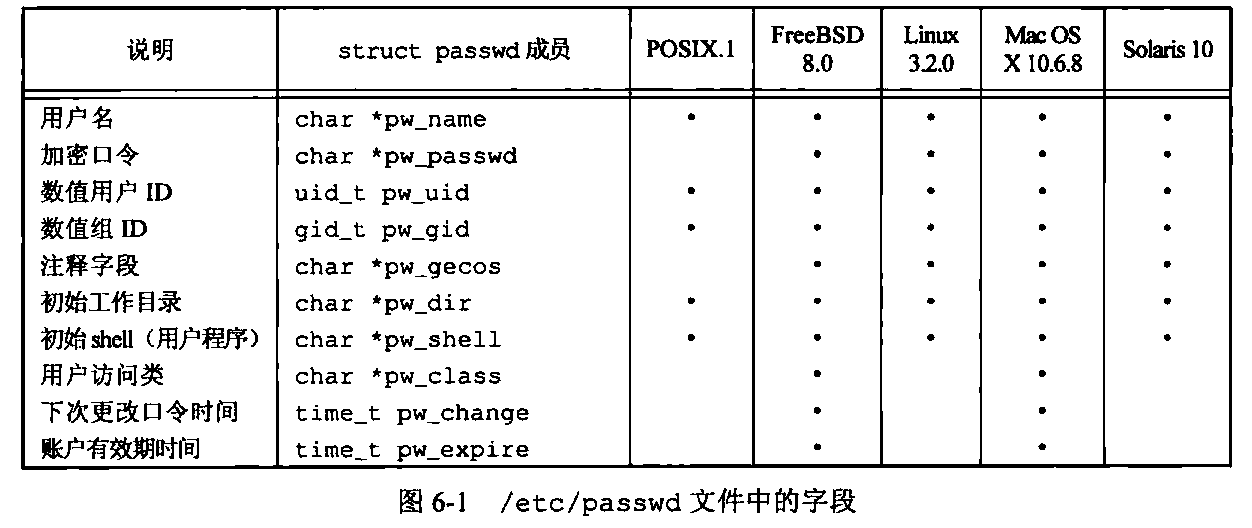 说明 struct passwd 成员 POSIX.1 FreeBSD 8.0 Linux 3.2.0 Mac OS X 10.6.8 Solaris 10
用户名 char *pw_name • • • • •
加密口令 char *pw_passwd • • • •
数值用户 ID uid_t pw_uid • • • • •
数值组 ID gid_t pw_gid • • • • •
注释字段 char *pw_gecos • • • •
初始工作目录 char *pw_dir • • • • •
初始 shell（用户程序） char *pw_shell • • • • •
用户访问类 char *pw_class • •
下次更改口令时间 time_t pw_change • •
账户有效期时间 time_t pw_expire • •
图 6-1 /etc/passwd 文件中的字段